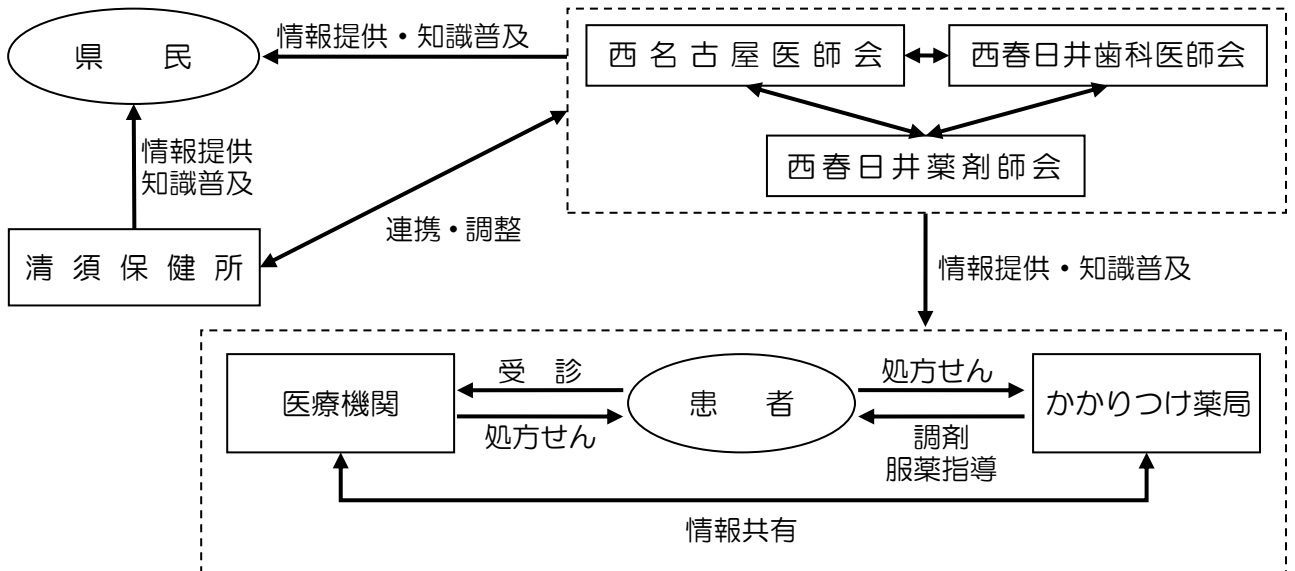 県　民
情報提供・知識普及
西名古屋医師会
西春日井歯科医師会
西春日井薬剤師会
情報提供
知識普及
連携・調整
清須保健所
情報提供・知識普及
医療機関
受　診
処方せん
患　者
処方せん
調剤
服薬指導
かかりつけ薬局
情報共有